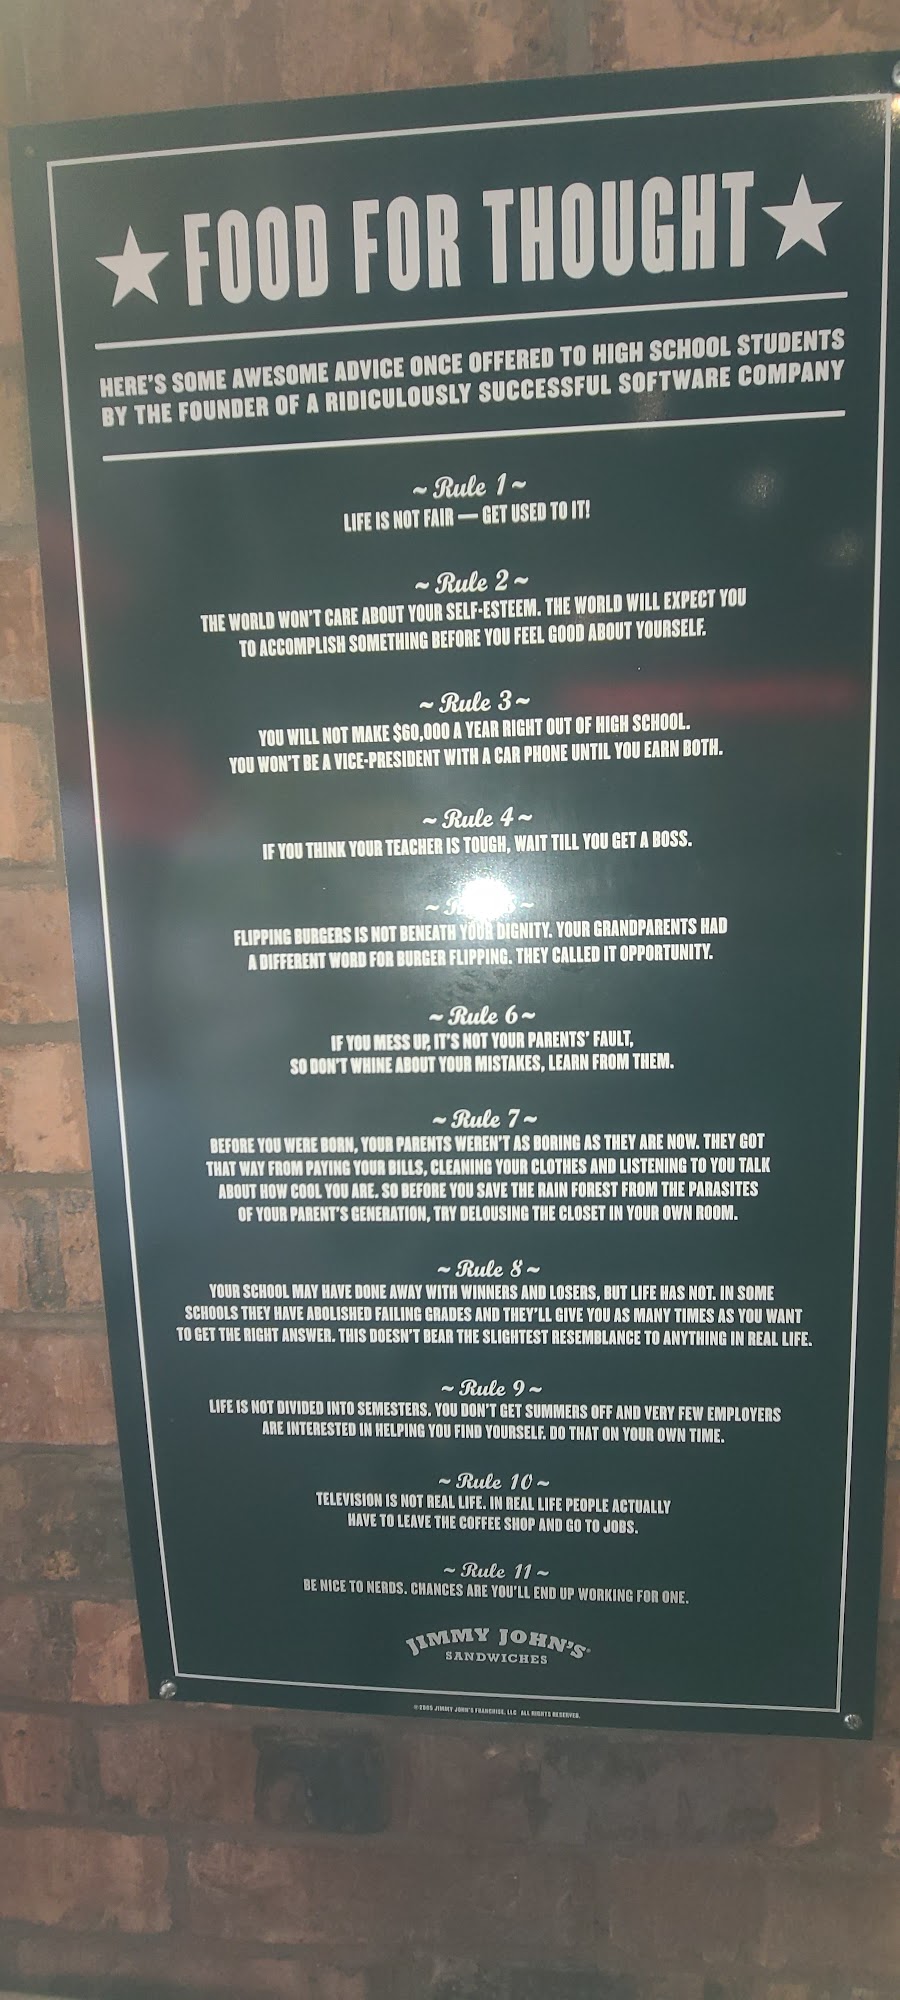 ★ FOOD FOR THOUGHT ★
HERE'S SOME AWESOME ADVICE ONCE OFFERED TO HIGH SCHOOL STUDENTS
BY THE FOUNDER OF A RIDICULOUSLY SUCCESSFUL SOFTWARE COMPANY
~ Rule 1 ~
LIFE IS NOT FAIR — GET USED TO IT!
~ Rule 2 ~
THE WORLD WON'T CARE ABOUT YOUR SELF-ESTEEM. THE WORLD WILL EXPECT YOU
TO ACCOMPLISH SOMETHING BEFORE YOU FEEL GOOD ABOUT YOURSELF.
~ Rule 3 ~
YOU WILL NOT MAKE $60,000 A YEAR RIGHT OUT OF HIGH SCHOOL.
YOU WON'T BE A VICE-PRESIDENT WITH A CAR PHONE UNTIL YOU EARN BOTH.
~ Rule 4 ~
IF YOU THINK YOUR TEACHER IS TOUGH, WAIT TILL YOU GET A BOSS.
FLIPPING BURGERS IS NOT BENEATH YOUR DIGNITY. YOUR GRANDPARENTS HAD
A DIFFERENT WORD FOR BURGER FLIPPING. THEY CALLED IT OPPORTUNITY.
~ Rule 6 ~
IF YOU MESS UP, IT'S NOT YOUR PARENTS' FAULT,
SO DON'T WHINE ABOUT YOUR MISTAKES, LEARN FROM THEM.
~ Rule 7 ~
BEFORE YOU WERE BORN, YOUR PARENTS WEREN'T AS BORING AS THEY ARE NOW. THEY GOT
THAT WAY FROM PAYING YOUR BILLS, CLEANING YOUR CLOTHES AND LISTENING TO YOU TALK
ABOUT HOW COOL YOU ARE. SO BEFORE YOU SAVE THE RAIN FOREST FROM THE PARASITES
OF YOUR PARENT'S GENERATION, TRY DELOUSING THE CLOSET IN YOUR OWN ROOM.
~ Rule 8 ~
YOUR SCHOOL MAY HAVE DONE AWAY WITH WINNERS AND LOSERS, BUT LIFE HAS NOT. IN SOME
SCHOOLS THEY HAVE ABOLISHED FAILING GRADES AND THEY'LL GIVE YOU AS MANY TIMES AS YOU WANT
TO GET THE RIGHT ANSWER. THIS DOESN'T BEAR THE SLIGHTEST RESEMBLANCE TO ANYTHING IN REAL LIFE.
~ Rule 9 ~
LIFE IS NOT DIVIDED INTO SEMESTERS. YOU DON'T GET SUMMERS OFF AND VERY FEW EMPLOYERS
ARE INTERESTED IN HELPING YOU FIND YOURSELF. DO THAT ON YOUR OWN TIME.
~ Rule 10 ~
TELEVISION IS NOT REAL LIFE. IN REAL LIFE PEOPLE ACTUALLY
HAVE TO LEAVE THE COFFEE SHOP AND GO TO JOBS.
~ Rule 11 ~
BE NICE TO NERDS. CHANCES ARE YOU'LL END UP WORKING FOR ONE.
JIMMY JOHN'S®
SANDWICHES
JIMMY JOHN'S FRANCHISE, LLC ALL RIGHTS RESERVED.